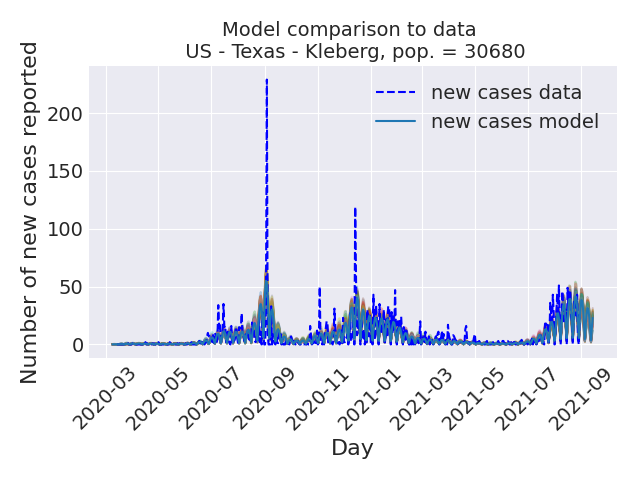 Model comparison to data
US - Texas - Kleberg, pop. = 30680
Number of new cases reported
200
150
100
50
0
new cases data
new cases model
2020-03
2020-05
2020-07
2020-09
2020-11
2021-01
2021-03
2021-05
2021-07
2021-09
Day